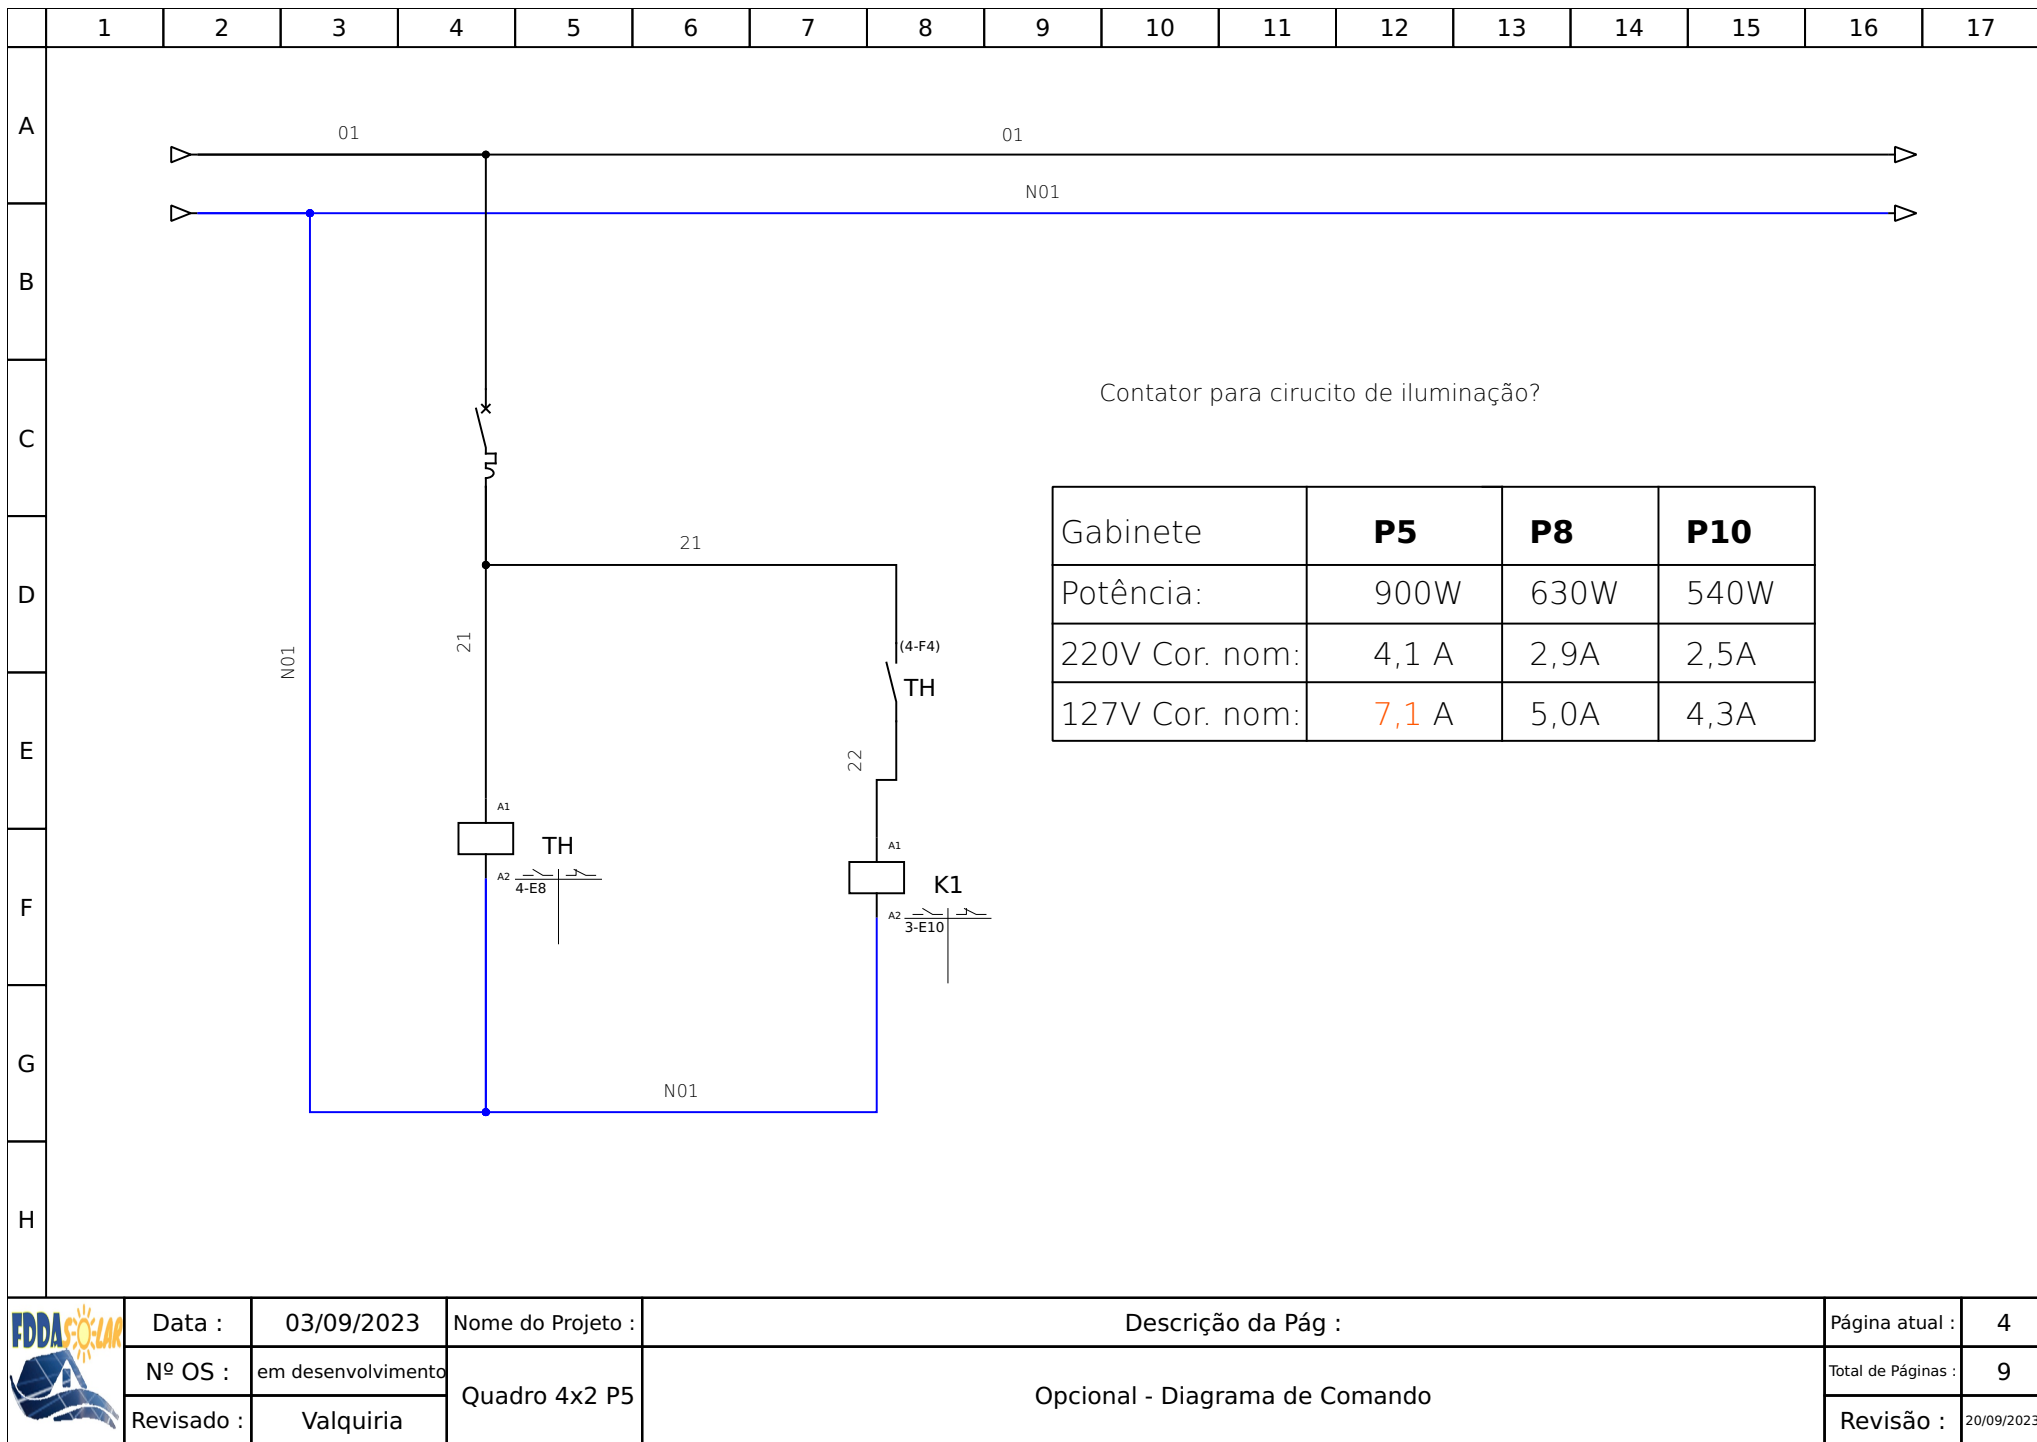 1 2 3 4 5 6 7 8 9 10 11 12 13 14 15 16 17
A
01 01
N01
B
Contator para cirucito de iluminação?
C
Gabinete P5 P8 P10
21
D
Potência: 900W 630W 540W
21
N01
(4-F4)
220V Cor. nom: 4,1 A 2,9A 2,5A
TH
127V Cor. nom: 7,1 A 5,0A 4,3A
E
22
A1
TH
A1
A2
4-E8
K1
F
A2
3-E10
G
N01
H
FDDA SOLAR
Data : 03/09/2023 Nome do Projeto : Descrição da Pág : Página atual : 4
Nº OS : em desenvolvimento Quadro 4x2 P5 Opcional - Diagrama de Comando Total de Páginas : 9
Revisado : Valquiria Revisão : 20/09/2023